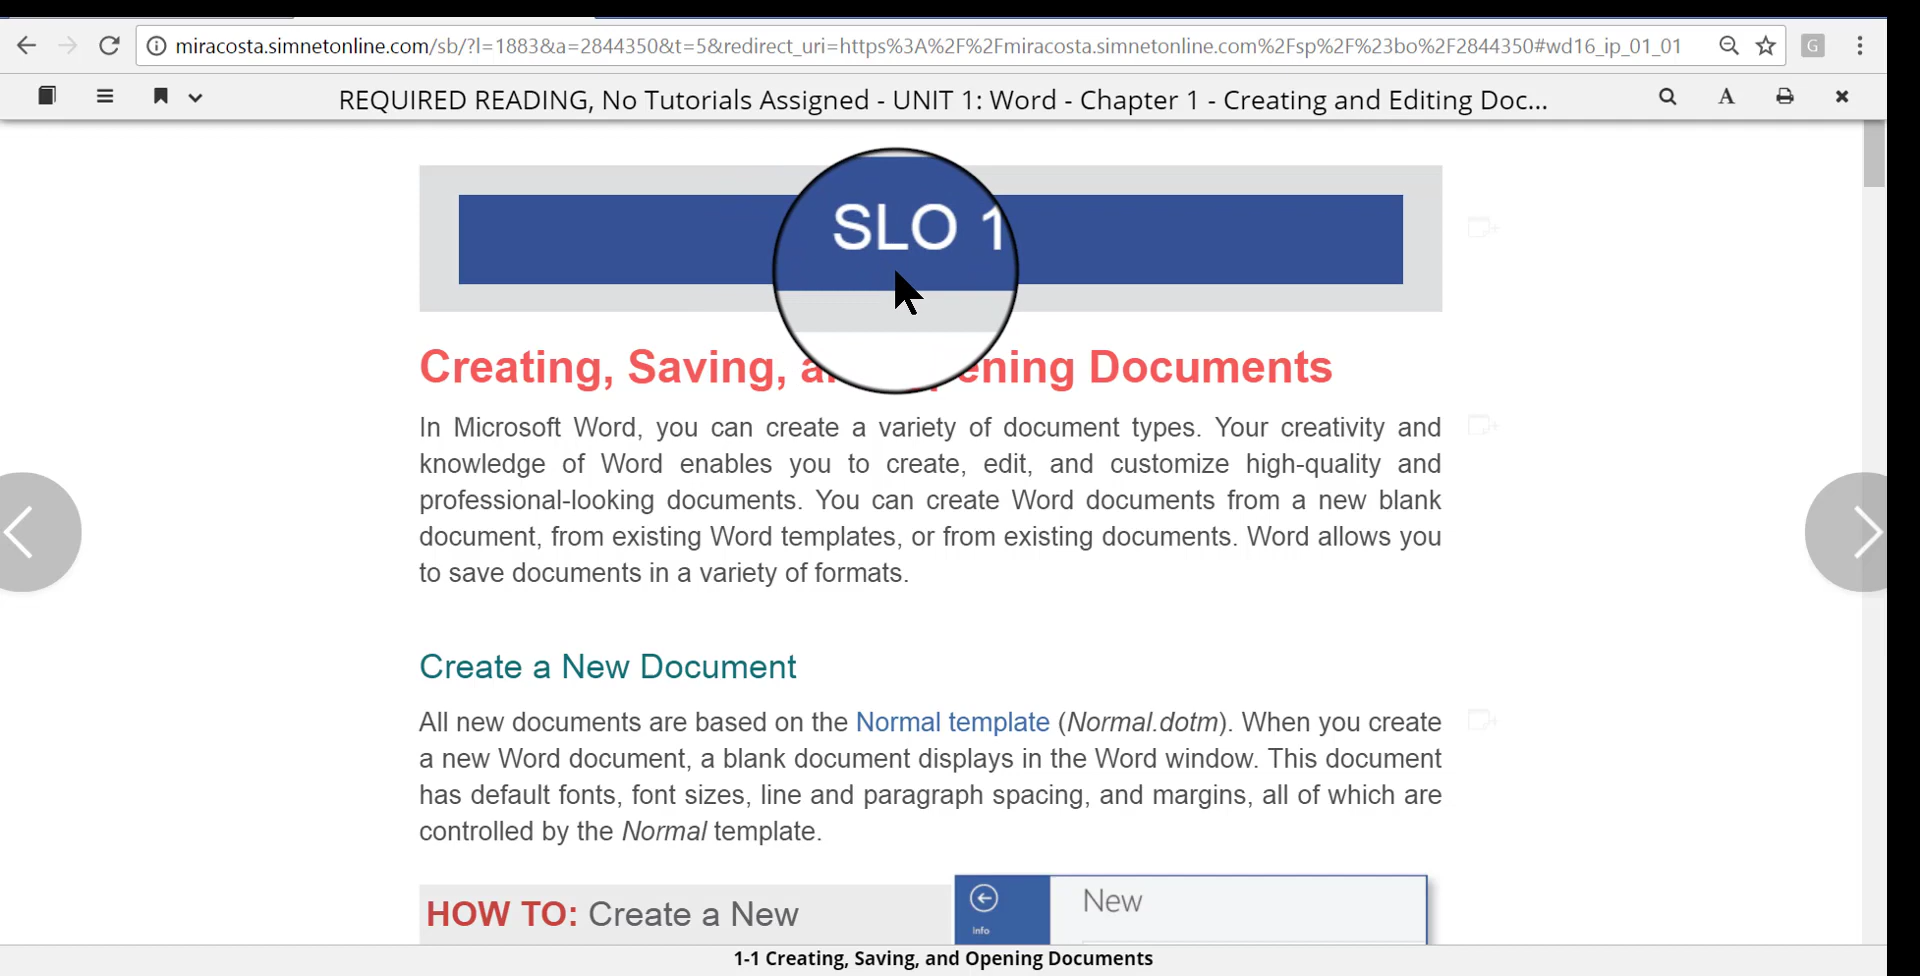 miracosta.simnetonline.com/sb/?l=1883&a=2844350&t=5&redirect_uri=https%3A%2F%2Fmiracosta.simnetonline.com%2Fsp%2F%23bo%2F2844350#wd16_ip_01_01
G
REQUIRED READING, No Tutorials Assigned - UNIT 1: Word - Chapter 1 - Creating and Editing Doc...
A
SLO 1
Creating, Saving, a ening Documents
In Microsoft Word, you can create a variety of document types. Your creativity and
knowledge of Word enables you to create, edit, and customize high-quality and
professional-looking documents. You can create Word documents from a new blank
document, from existing Word templates, or from existing documents. Word allows you
to save documents in a variety of formats.
Create a New Document
All new documents are based on the Normal template (Normal.dotm). When you create
a new Word document, a blank document displays in the Word window. This document
has default fonts, font sizes, line and paragraph spacing, and margins, all of which are
controlled by the Normal template.
HOW TO: Create a New
New
Info
1-1 Creating, Saving, and Opening Documents